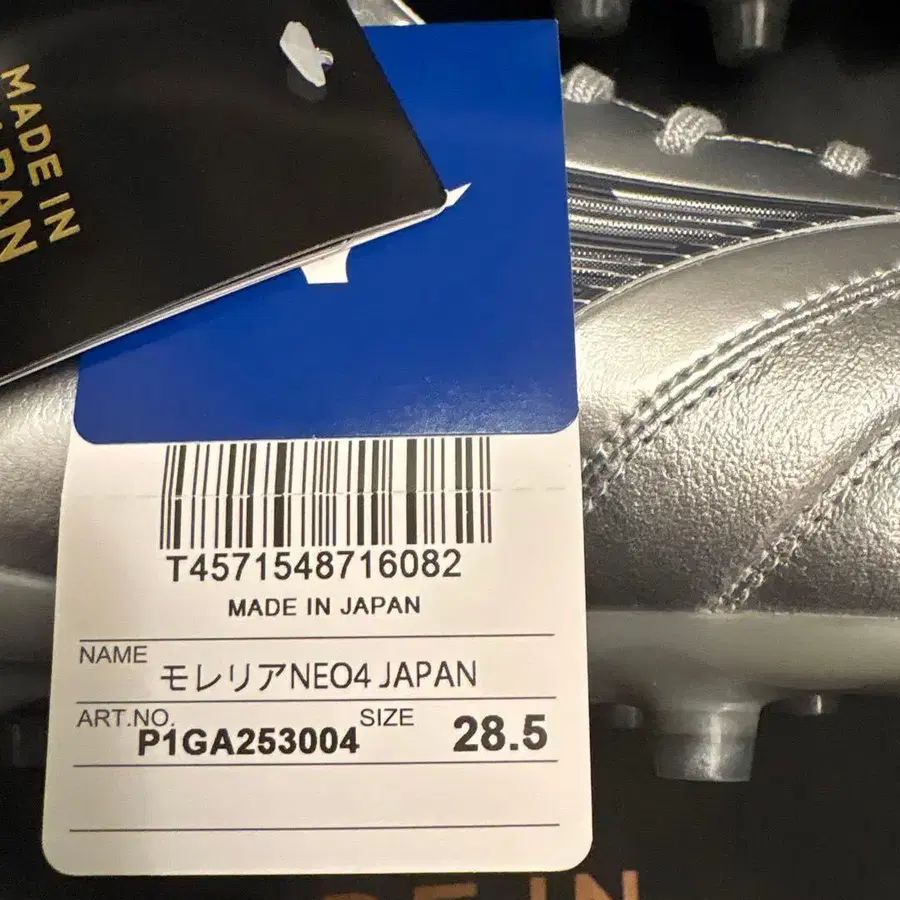 MADE IN
JAPAN
T4571548716082
MADE IN JAPAN
NAME
モレリアNEO4 JAPAN
ART.NO.
P1GA253004
SIZE
28.5
IN